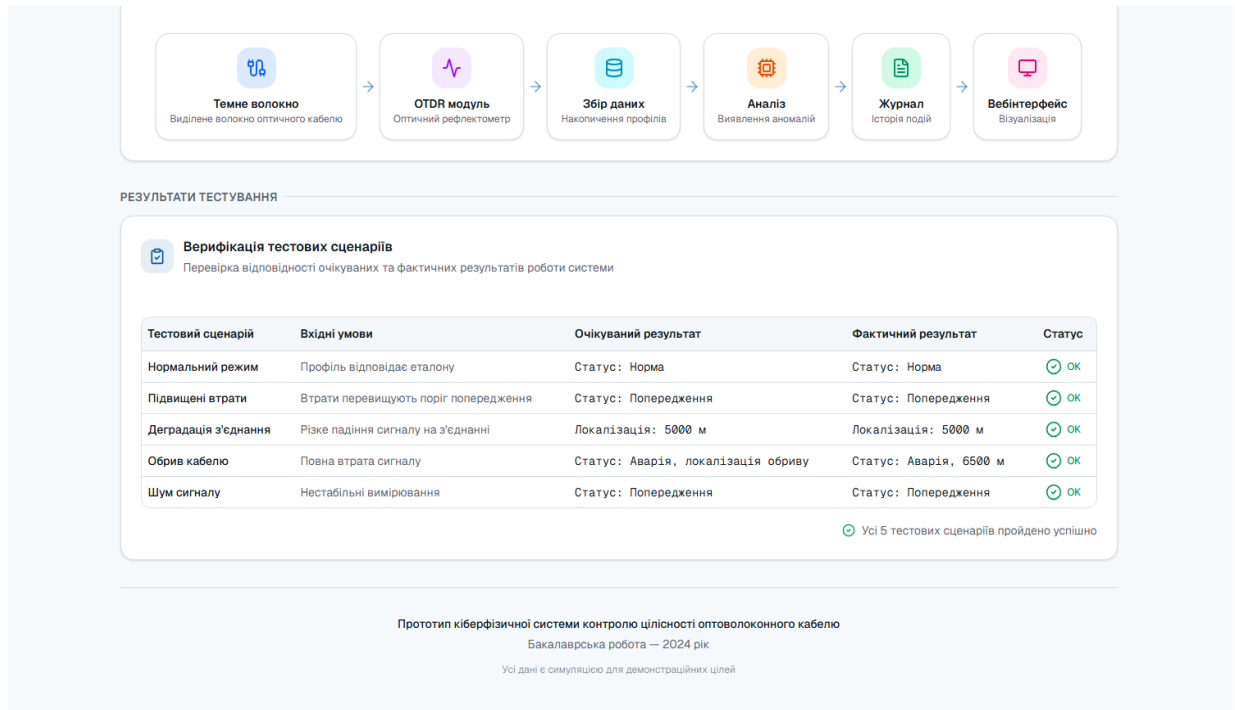 Темне волокно
Виділене волокно оптичного кабелю
OTDR модуль
Оптичний рефлектометр
Збір даних
Накопичення профілів
Аналіз
Виявлення аномалій
Журнал
Історія подій
Вебінтерфейс
Візуалізація
РЕЗУЛЬТАТИ ТЕСТУВАННЯ
Верифікація тестових сценаріїв
Перевірка відповідності очікуваних та фактичних результатів роботи системи
Тестовий сценарій Вхідні умови Очікуваний результат Фактичний результат Статус
Нормальний режим Профіль відповідає еталону Статус: Норма Статус: Норма OK
Підвищені втрати Втрати перевищують поріг попередження Статус: Попередження Статус: Попередження OK
Деградація з'єднання Різке падіння сигналу на з'єднанні Локалізація: 5000 м Локалізація: 5000 м OK
Обрив кабелю Повна втрата сигналу Статус: Аварія, локалізація обриву Статус: Аварія, 6500 м OK
Шум сигналу Нестабільні вимірювання Статус: Попередження Статус: Попередження OK
Усі 5 тестових сценаріїв пройдено успішно
Прототип кіберфізичної системи контролю цілісності оптоволоконного кабелю
Бакалаврська робота — 2024 рік
Усі дані є симуляцією для демонстраційних цілей